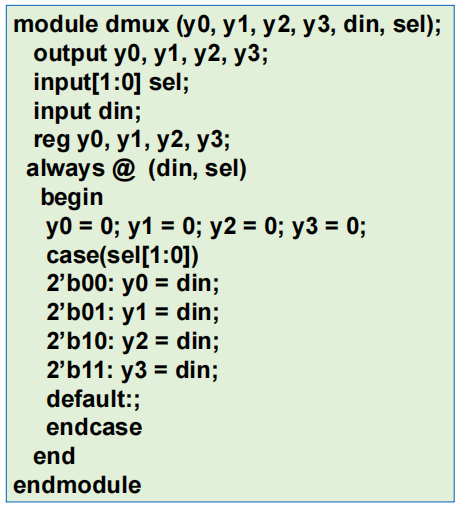 module dmux (y0, y1, y2, y3, din, sel);
output y0, y1, y2, y3;
input[1:0] sel;
input din;
reg y0, y1, y2, y3;
always @ (din, sel)
begin
y0 = 0; y1 = 0; y2 = 0; y3 = 0;
case(sel[1:0])
2’b00: y0 = din;
2’b01: y1 = din;
2’b10: y2 = din;
2’b11: y3 = din;
default:;
endcase
end
endmodule